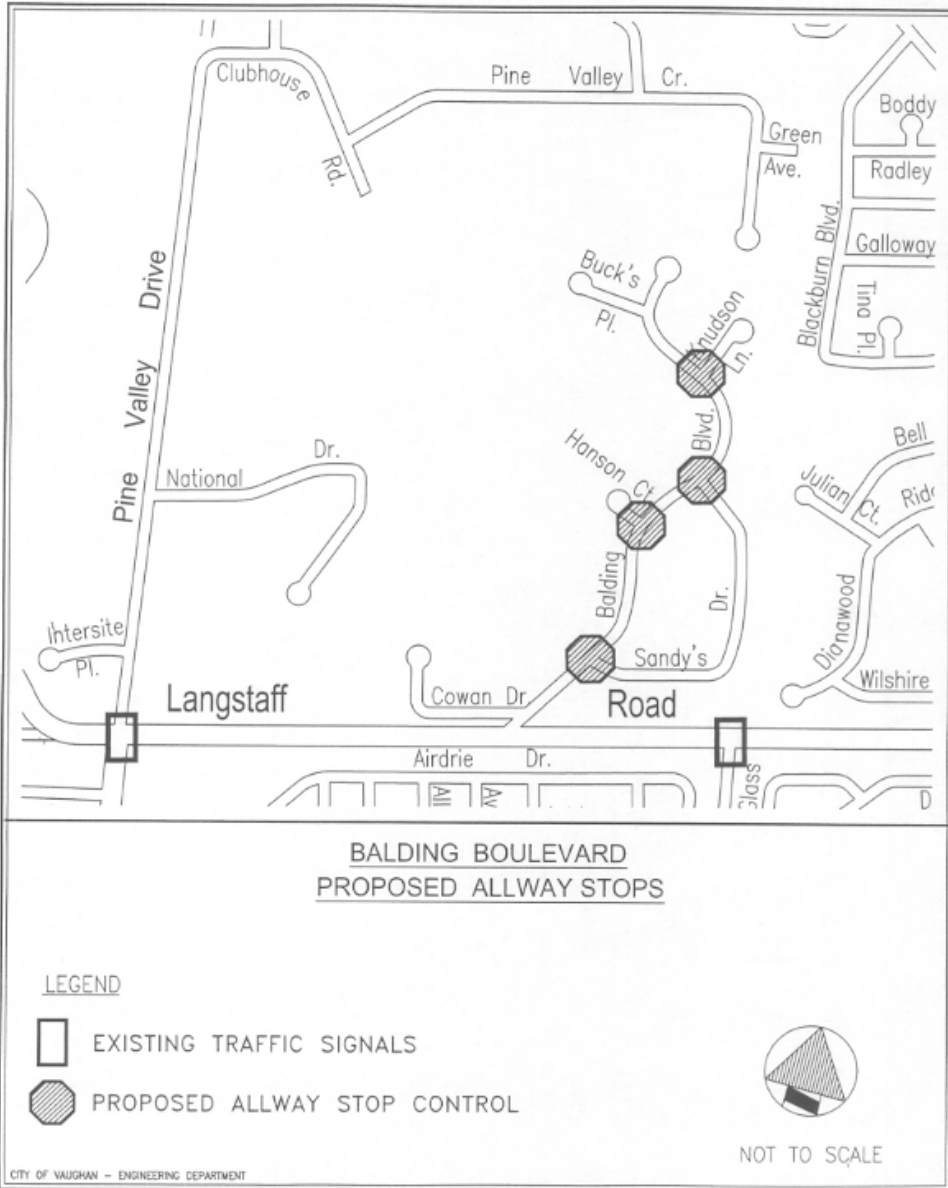 Clubhouse
Rd.
Pine Valley Cr.
Green
Ave.
Boddy
Radley
Galloway
Blackburn Blvd.
Tina Pl.
Pine Valley Drive
Buck's
Pl.
Knudson
Ln.
Blvd.
Hanson
Ct.
National Dr.
Bell
Julian Ct.
Balding
Dr.
Dianawood
Sandy's
Wilshire
Intersite
Pl.
Langstaff Road
Cowan Dr.
Airdrie Dr.
All
Av
Glass
D
BALDING BOULEVARD
PROPOSED ALLWAY STOPS
LEGEND
EXISTING TRAFFIC SIGNALS
PROPOSED ALLWAY STOP CONTROL
NOT TO SCALE
CITY OF VAUGHAN - ENGINEERING DEPARTMENT